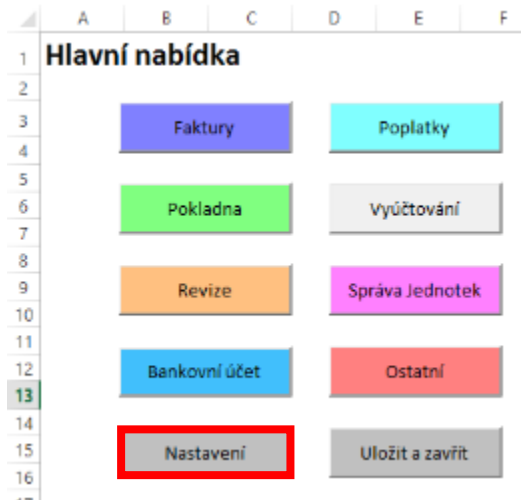 A B C D E F
1 Hlavní nabídka
2
3 Faktury Poplatky
4
5
6 Pokladna Vyúčtování
7
8
9 Revize Správa Jednotek
10
11
12 Bankovní účet Ostatní
13
14
15 Nastavení Uložit a zavřít
16